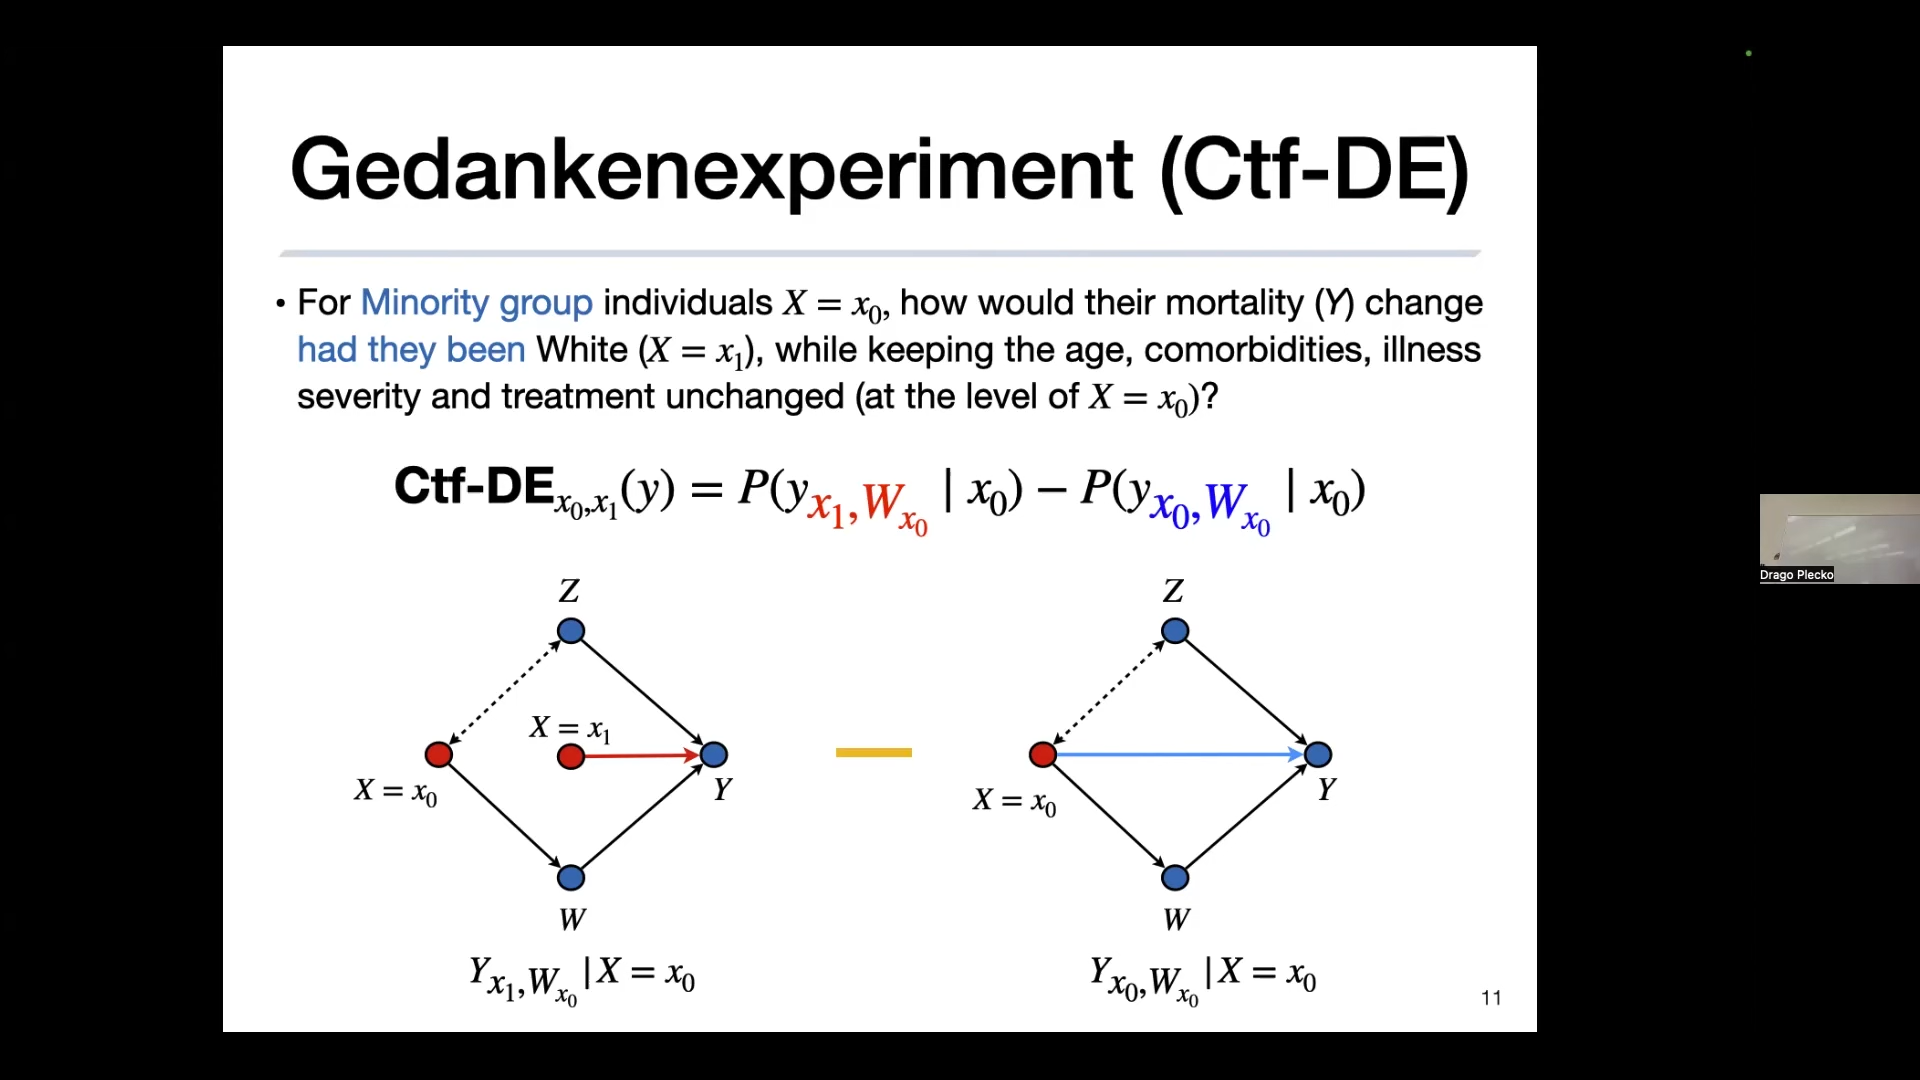 Gedankenexperiment (Ctf-DE)
• For Minority group individuals X = x₀, how would their mortality (Y) change
had they been White (X = x₁), while keeping the age, comorbidities, illness
severity and treatment unchanged (at the level of X = x₀)?
Ctf-DE_{x₀,x₁}(y) = P(y_{x₁,W_{x₀}} | x₀) − P(y_{x₀,W_{x₀}} | x₀)
Z
X = x₁
X = x₀
Y
W
Y_{x₁,W_{x₀}} | X = x₀
Z
X = x₀
Y
W
Y_{x₀,W_{x₀}} | X = x₀
11
Drago Plecko